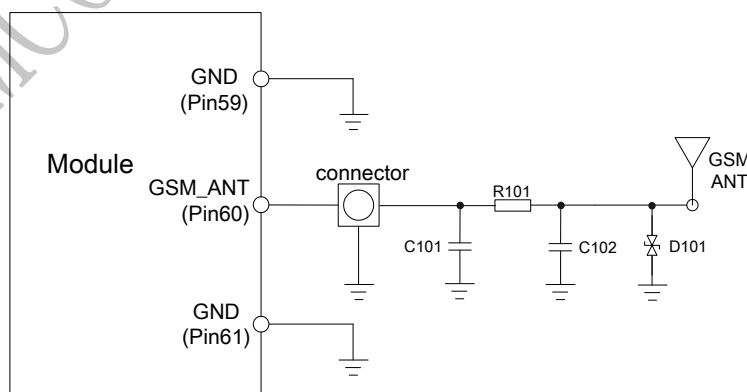 GND
(Pin59)
Module
connector
GSM_ANT
(Pin60)
R101
GSM
ANT
C101
C102
D101
GND
(Pin61)